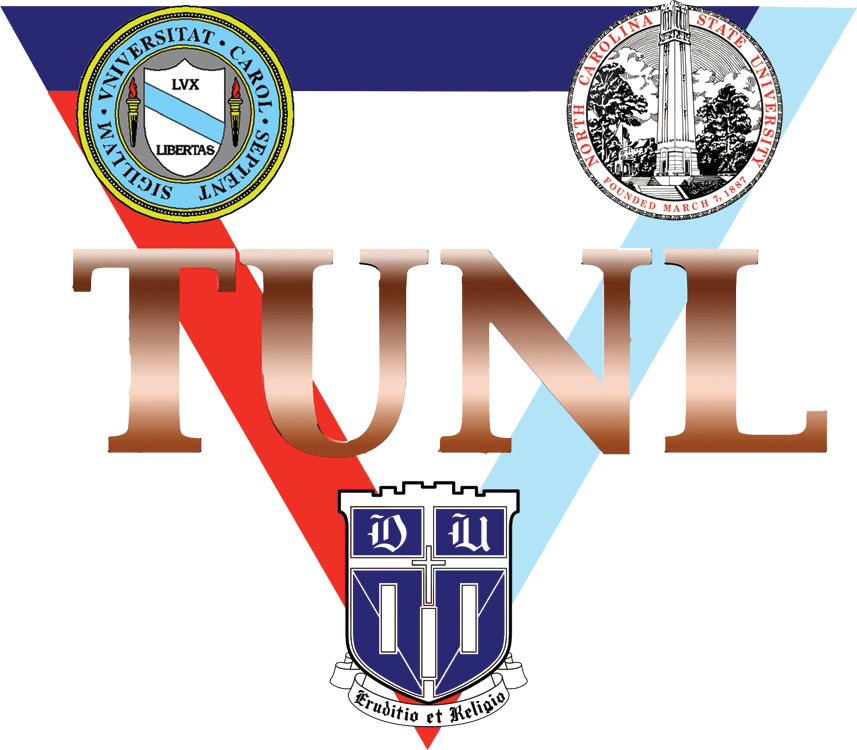 SIGILLVM · VNIVERSITAT · CAROL · SEPTENT
LVX
LIBERTAS
NORTH CAROLINA STATE UNIVERSITY
FOUNDED MARCH 7, 1887
TUNL
D U
Eruditio et Religio